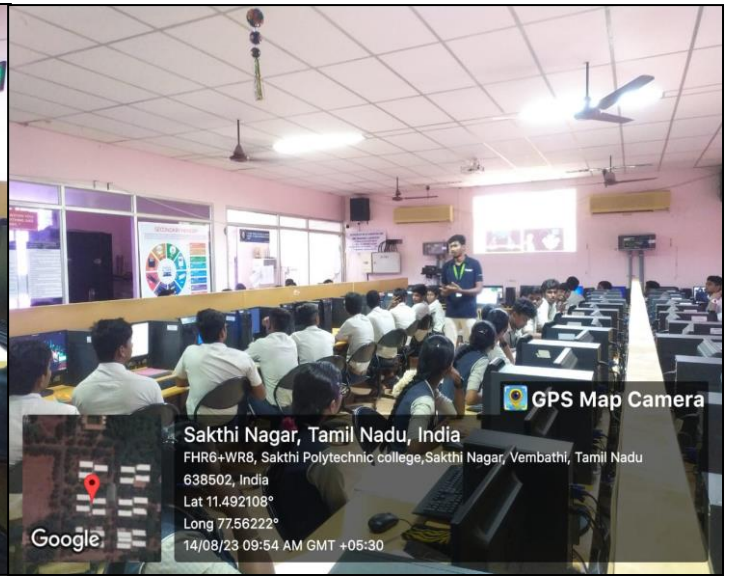 GPS Map Camera
Sakthi Nagar, Tamil Nadu, India
FHR6+WR8, Sakthi Polytechnic college,Sakthi Nagar, Vembathi, Tamil Nadu
638502, India
Lat 11.492108°
Long 77.56222°
14/08/23 09:54 AM GMT +05:30
Google